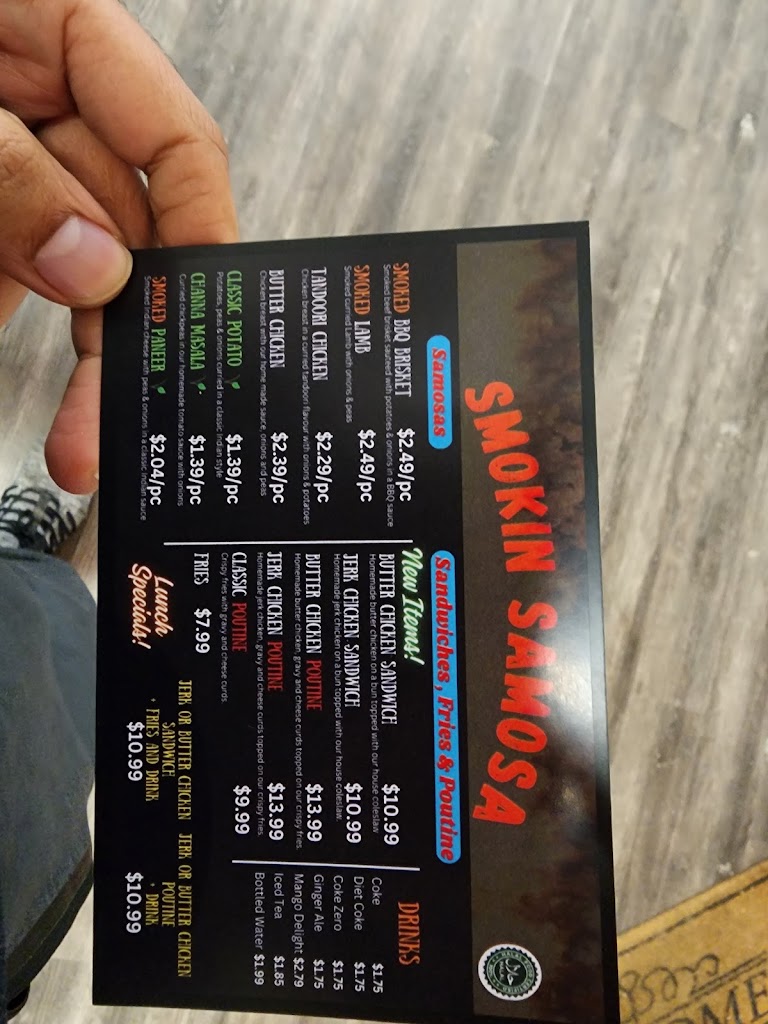 SMOKIN SAMOSA
Samosas
SMOKED BBQ BRISKET $2.49/pc
Smoked beef brisket sauteed with potatoes & onions in a BBQ sauce
SMOKED LAMB $2.49/pc
Smoked curried Lamb with onions & peas
TANDOORI CHICKEN $2.29/pc
Chicken breast in a curried tandoori flavour with onions & potatoes
BUTTER CHICKEN $2.39/pc
Chicken breast with our home made sauce, onions and peas
CLASSIC POTATO $1.39/pc
Potatoes, peas & onions curried in a classic Indian style
CHANNA MASALA $1.39/pc
Curried chickpeas in our homemade tomato sauce with onions
SMOKED PANEER $2.04/pc
Smoked Indian cheese with peas & onions in a classic Indian sauce
Sandwiches, Fries & Poutine
New Items!
BUTTER CHICKEN SANDWICH $10.99
Homemade butter chicken on a bun topped with our house coleslaw
JERK CHICKEN SANDWICH $10.99
Homemade jerk chicken on a bun topped with our house coleslaw.
BUTTER CHICKEN POUTINE $13.99
Homemade butter chicken, gravy and cheese curds topped on our crispy fries.
JERK CHICKEN POUTINE $13.99
Homemade jerk chicken, gravy and cheese curds topped on our crispy fries.
CLASSIC POUTINE $9.99
Crispy fries with gravy and cheese curds.
FRIES $7.99
DRINKS
Coke $1.75
Diet Coke $1.75
Coke Zero $1.75
Ginger Ale $1.75
Mango Delight $2.79
Iced Tea $1.85
Bottled Water $1.99
Lunch
Specials!
JERK OR BUTTER CHICKEN
SANDWICH
+ FRIES AND DRINK
$10.99
JERK OR BUTTER CHICKEN
POUTINE
+ DRINK
$10.99